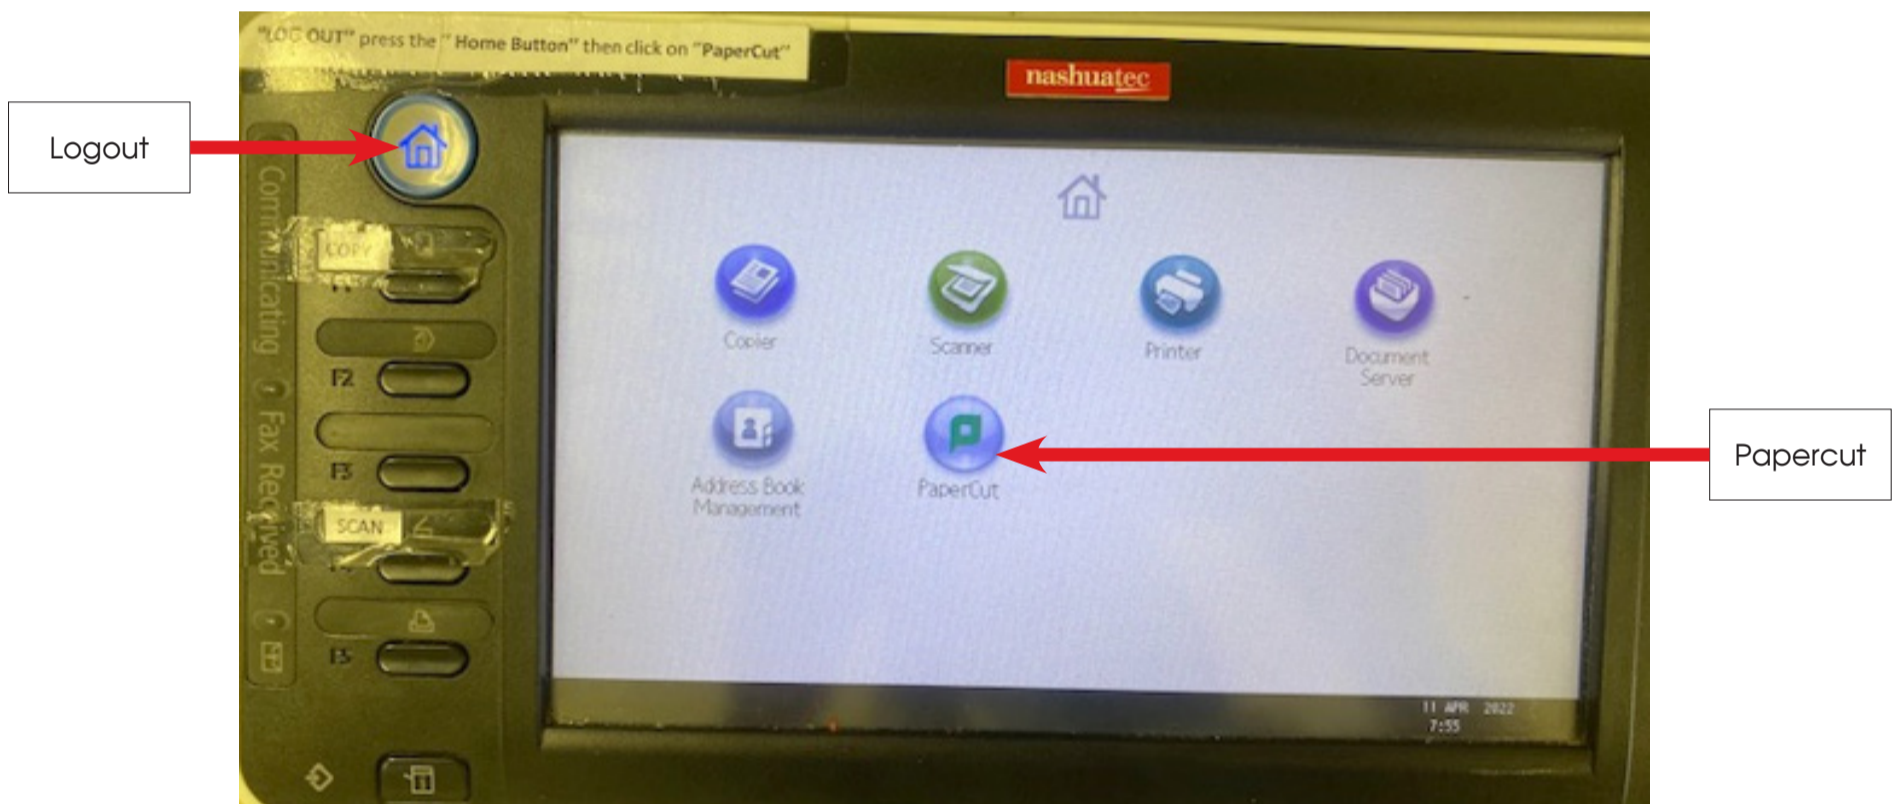 "LOG OUT" press the " Home Button" then click on "PaperCut"
nashuatec
Logout
Communicating
COPY
Copier
Scanner
Printer
Document
Server
F2
Fax Received
F3
Papercut
Address Book
Management
PaperCut
SCAN
F5
11 APR 2022
7:55